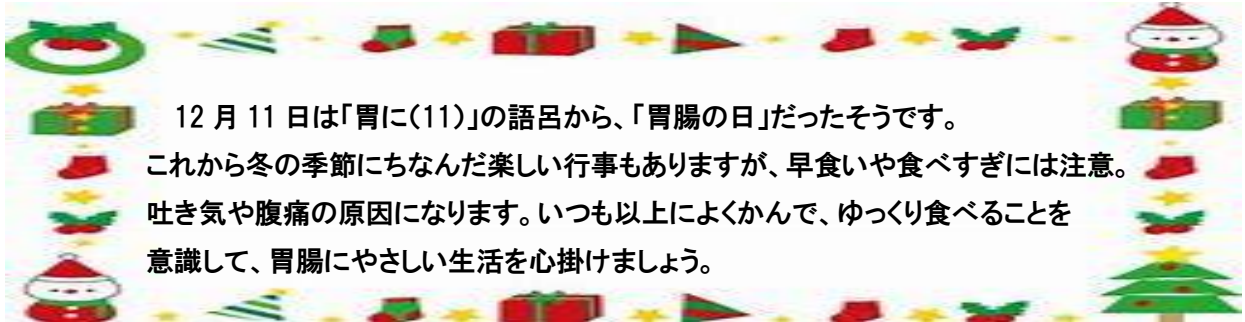 12 月 11 日は「胃に(11)」の語呂から、「胃腸の日」だったそうです。
これから冬の季節にちなんだ楽しい行事もありますが、早食いや食べすぎには注意。
吐き気や腹痛の原因になります。いつも以上によくかんで、ゆっくり食べることを
意識して、胃腸にやさしい生活を心掛けましょう。